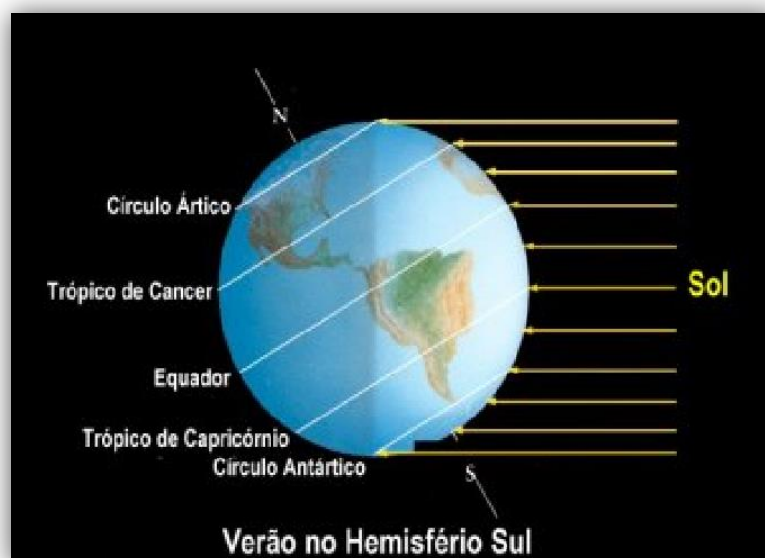 N
Círculo Ártico
Trópico de Cancer
Sol
Equador
Trópico de Capricórnio
Círculo Antártico
S
Verão no Hemisfério Sul